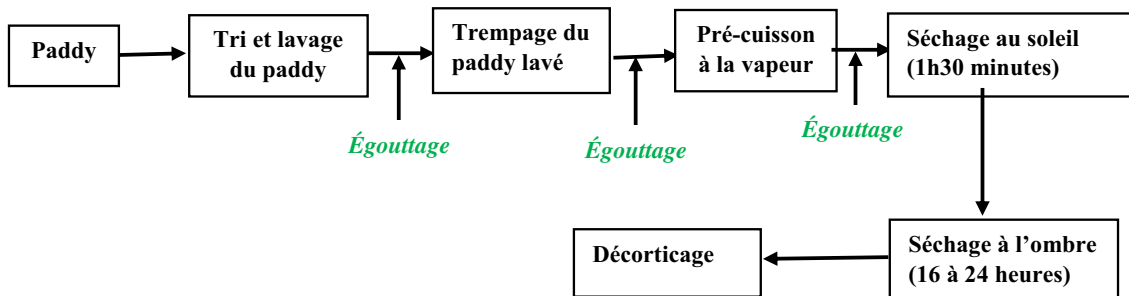 Paddy
Tri et lavage
du paddy
Trempage du
paddy lavé
Pré-cuisson
à la vapeur
Séchage au soleil
(1h30 minutes)
Égouttage
Égouttage
Égouttage
Séchage à l’ombre
(16 à 24 heures)
Décorticage